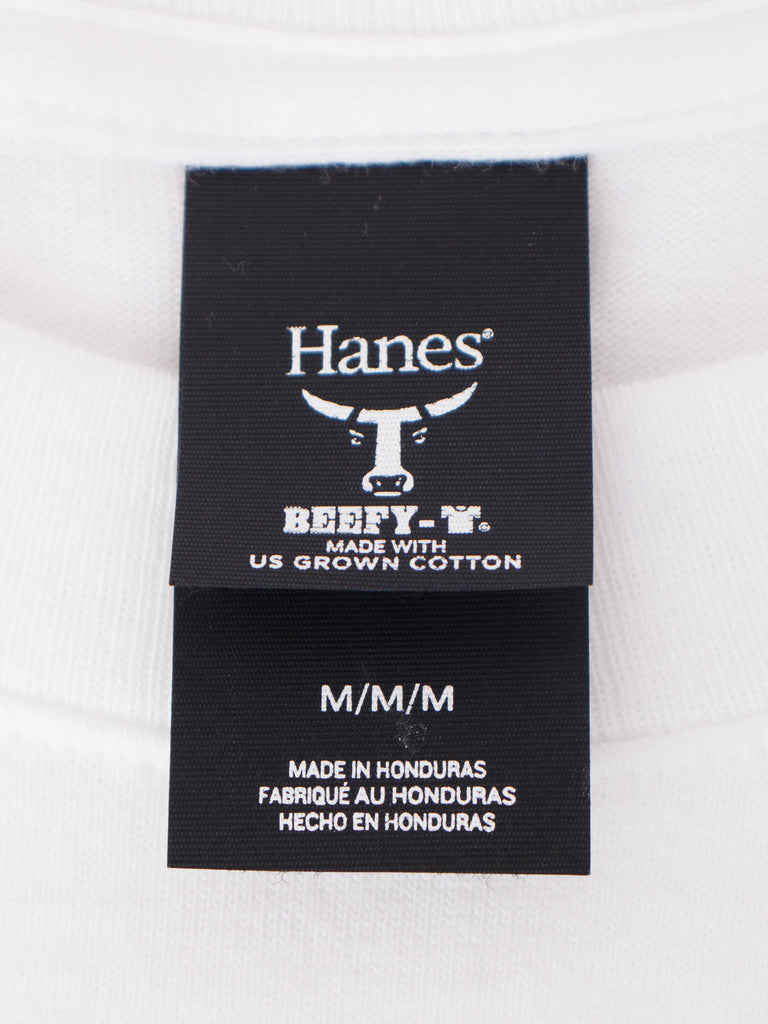 Hanes®
BEEFY-T®
MADE WITH
US GROWN COTTON
M/M/M
MADE IN HONDURAS
FABRIQUÉ AU HONDURAS
HECHO EN HONDURAS